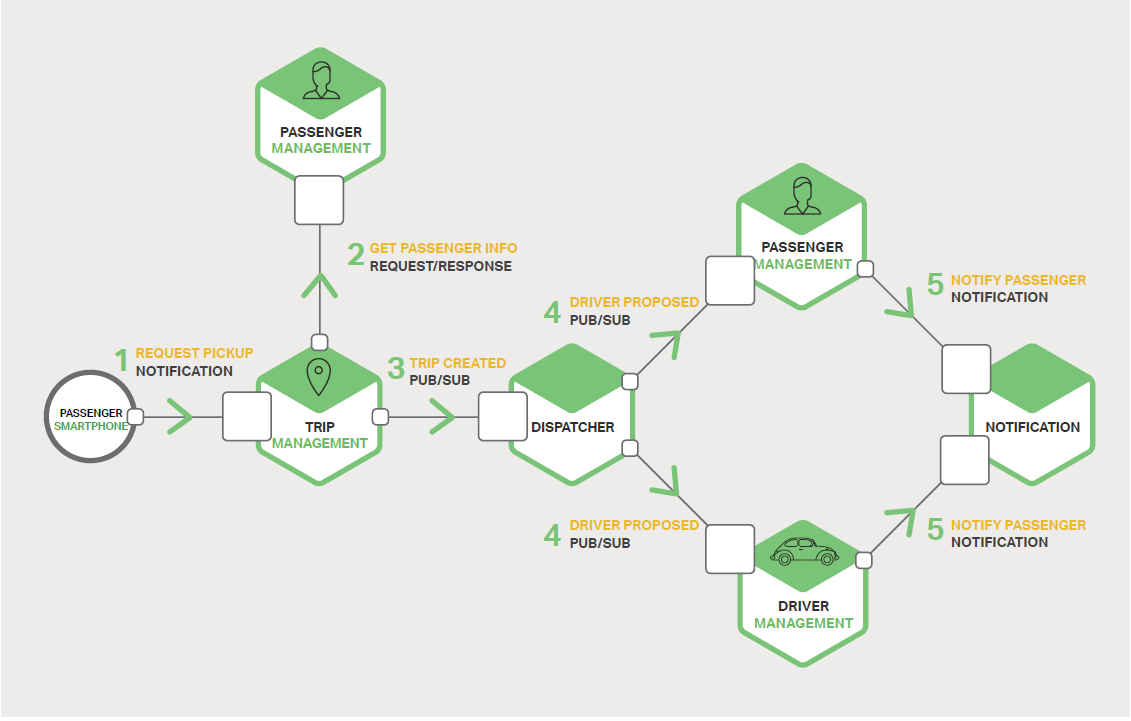 PASSENGER
MANAGEMENT
2 GET PASSENGER INFO
REQUEST/RESPONSE
1 REQUEST PICKUP
NOTIFICATION
PASSENGER
SMARTPHONE
TRIP
MANAGEMENT
3 TRIP CREATED
PUB/SUB
DISPATCHER
4 DRIVER PROPOSED
PUB/SUB
PASSENGER
MANAGEMENT
5 NOTIFY PASSENGER
NOTIFICATION
NOTIFICATION
4 DRIVER PROPOSED
PUB/SUB
DRIVER
MANAGEMENT
5 NOTIFY PASSENGER
NOTIFICATION